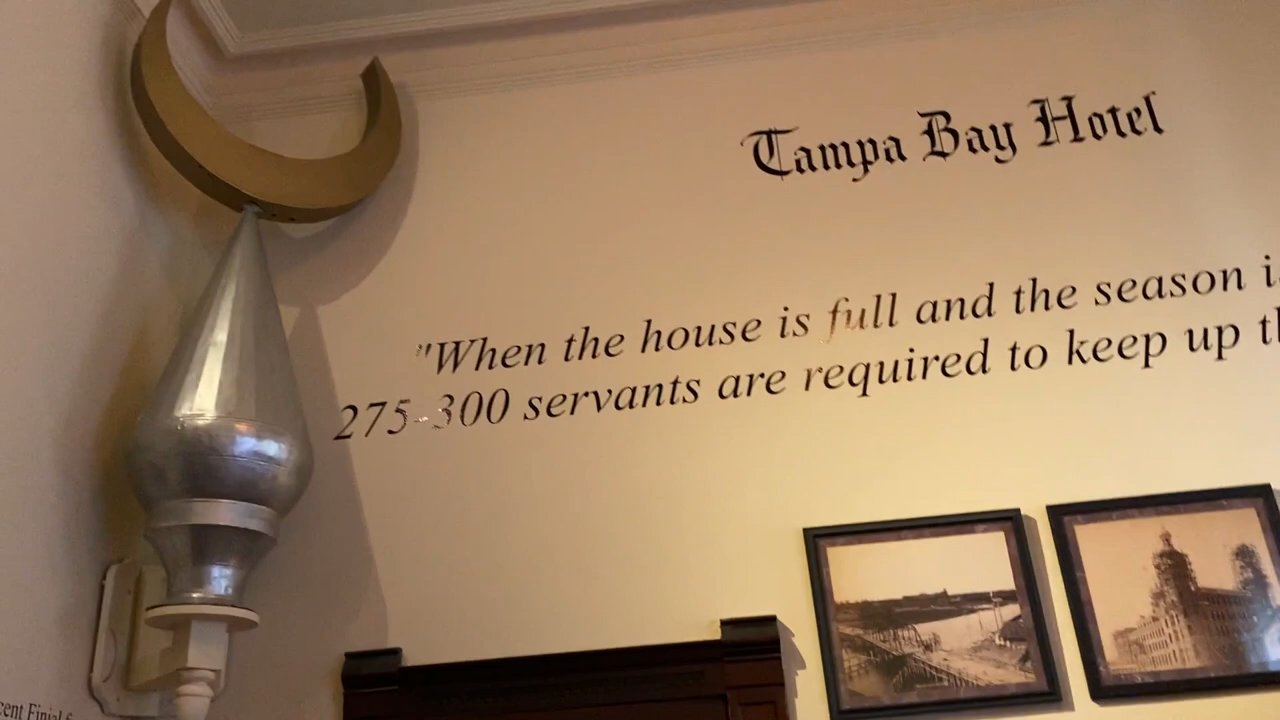 Tampa Bay Hotel
"When the house is full and the season
275-300 servants are required to keep up
Finial